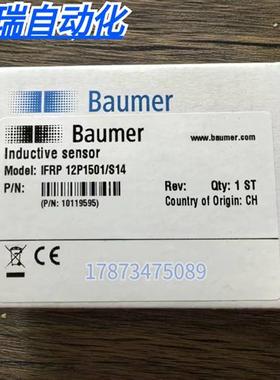 瑞自动化
Baumer
Baumer
Inductive sensor
www.baumer.com
Model: IFRP 12P1501/S14
P/N: Rev: Qty: 1 ST
(P/N: 10119595) Country of Origin: CH
CE
17873475089